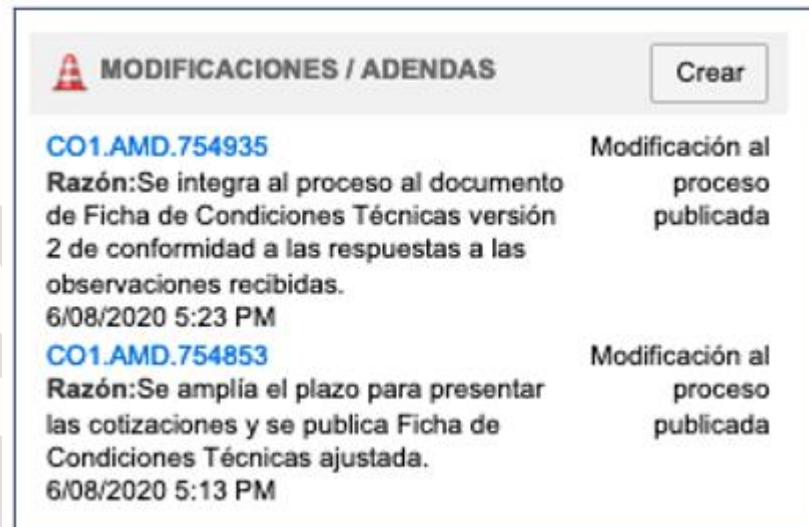 MODIFICACIONES / ADENDAS
Crear
CO1.AMD.754935
Modificación al
proceso
publicada
Razón:Se integra al proceso al documento
de Ficha de Condiciones Técnicas versión
2 de conformidad a las respuestas a las
observaciones recibidas.
6/08/2020 5:23 PM
CO1.AMD.754853
Modificación al
proceso
publicada
Razón:Se amplía el plazo para presentar
las cotizaciones y se publica Ficha de
Condiciones Técnicas ajustada.
6/08/2020 5:13 PM